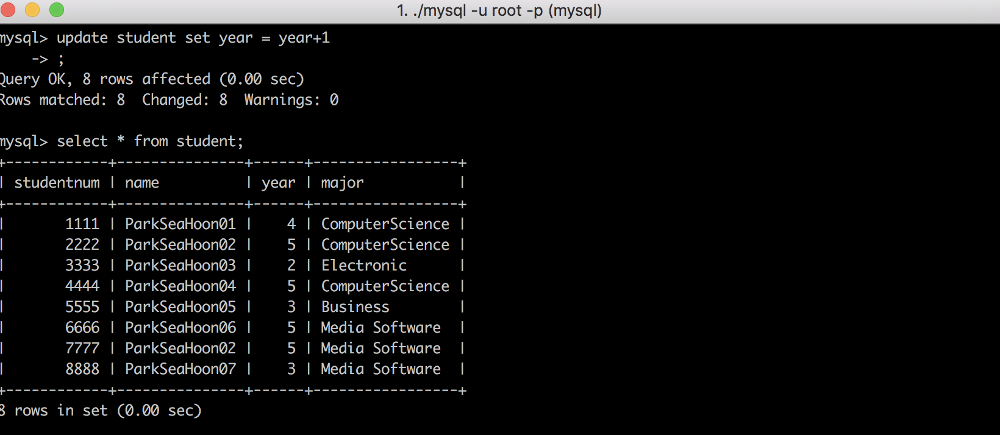 1. ./mysql -u root -p (mysql)
mysql> update student set year = year+1
    -> ;
Query OK, 8 rows affected (0.00 sec)
Rows matched: 8  Changed: 8  Warnings: 0
mysql> select * from student;
+------------+---------------+------+-----------------+
| studentnum | name          | year | major           |
+------------+---------------+------+-----------------+
|       1111 | ParkSeaHoon01 |    4 | ComputerScience |
|       2222 | ParkSeaHoon02 |    5 | ComputerScience |
|       3333 | ParkSeaHoon03 |    2 | Electronic      |
|       4444 | ParkSeaHoon04 |    5 | ComputerScience |
|       5555 | ParkSeaHoon05 |    3 | Business        |
|       6666 | ParkSeaHoon06 |    5 | Media Software  |
|       7777 | ParkSeaHoon02 |    5 | Media Software  |
|       8888 | ParkSeaHoon07 |    3 | Media Software  |
+------------+---------------+------+-----------------+
8 rows in set (0.00 sec)